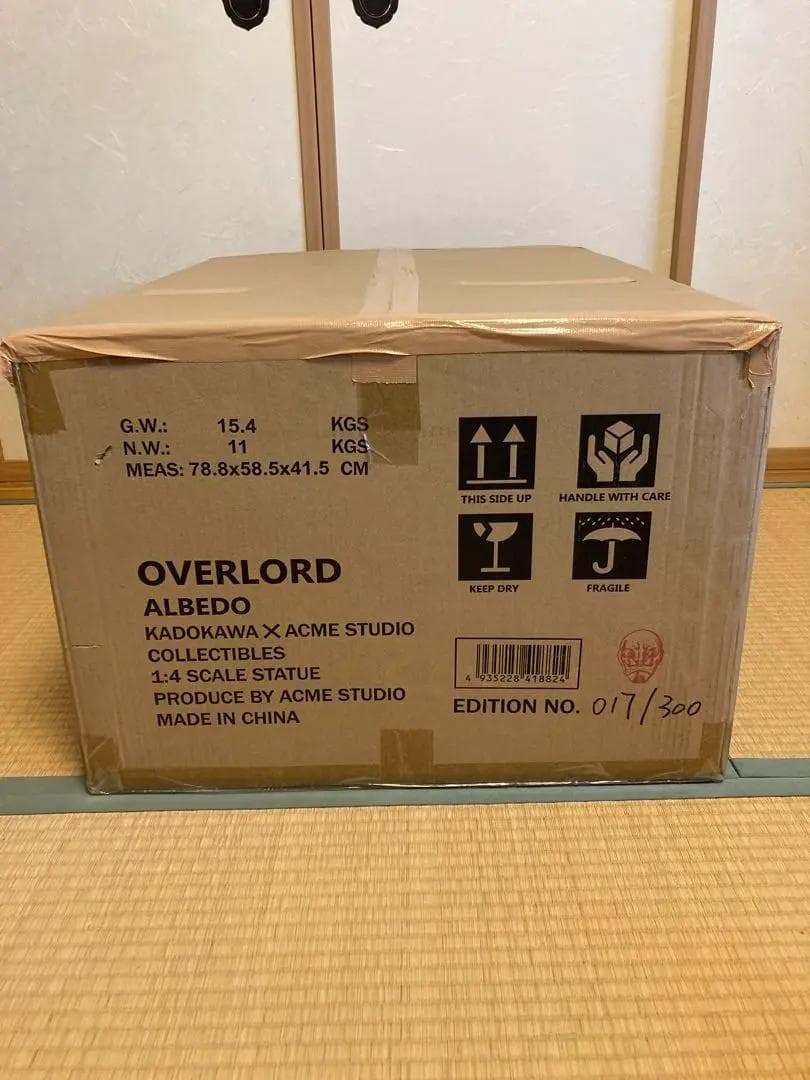 G.W.: 15.4 KGS
N.W.: 11 KGS
MEAS: 78.8x58.5x41.5 CM
THIS SIDE UP
HANDLE WITH CARE
KEEP DRY
FRAGILE
OVERLORD
ALBEDO
KADOKAWA X ACME STUDIO
COLLECTIBLES
1:4 SCALE STATUE
PRODUCE BY ACME STUDIO
MADE IN CHINA
4 935228 418824
EDITION NO. 017/300